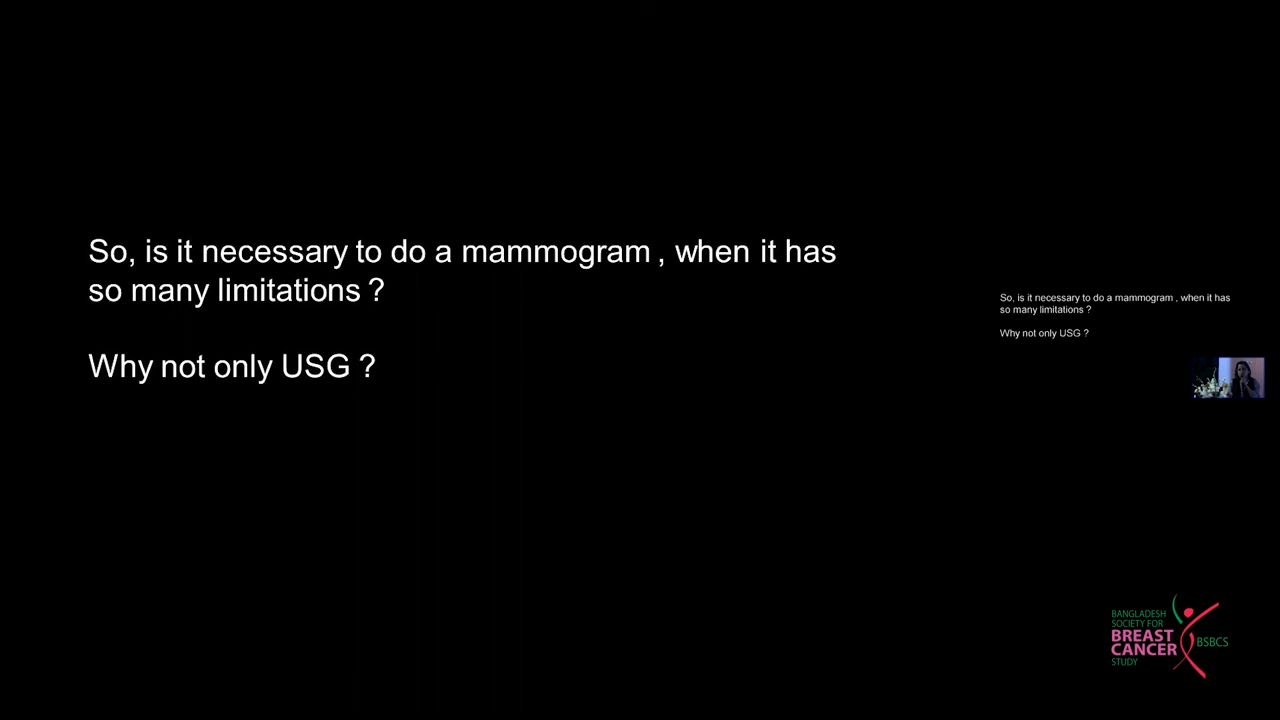 So, is it necessary to do a mammogram , when it has
so many limitations ?
Why not only USG ?
So, is it necessary to do a mammogram , when it has
so many limitations ?
Why not only USG ?
BANGLADESH
SOCIETY FOR
BREAST
CANCER
STUDY
BSBCS